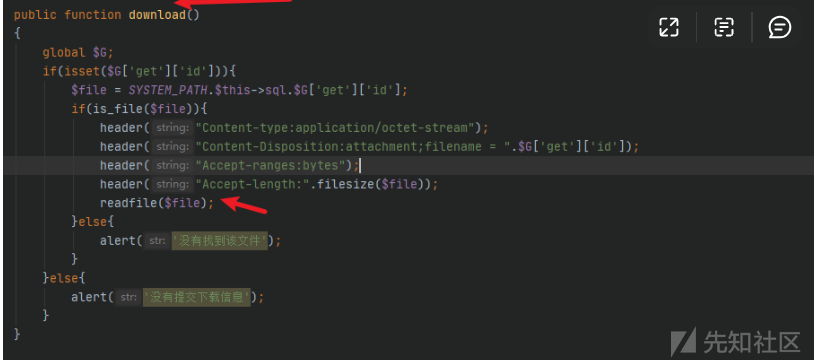 public function download()
{
global $G;
if(isset($G['get']['id'])){
$file = SYSTEM_PATH.$this->sql.$G['get']['id'];
if(is_file($file)){
header( string: "Content-type:application/octet-stream");
header( string: "Content-Disposition:attachment;filename = ".$G['get']['id']);
header( string: "Accept-ranges:bytes");
header( string: "Accept-length:".filesize($file));
readfile($file);
}else{
alert( str: '没有找到该文件');
}
}else{
alert( str: '没有提交下载信息');
}
}
先知社区